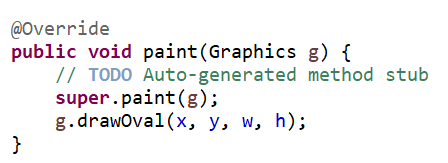 @Override
public void paint(Graphics g) {
    // TODO Auto-generated method stub
    super.paint(g);
    g.drawOval(x, y, w, h);
}